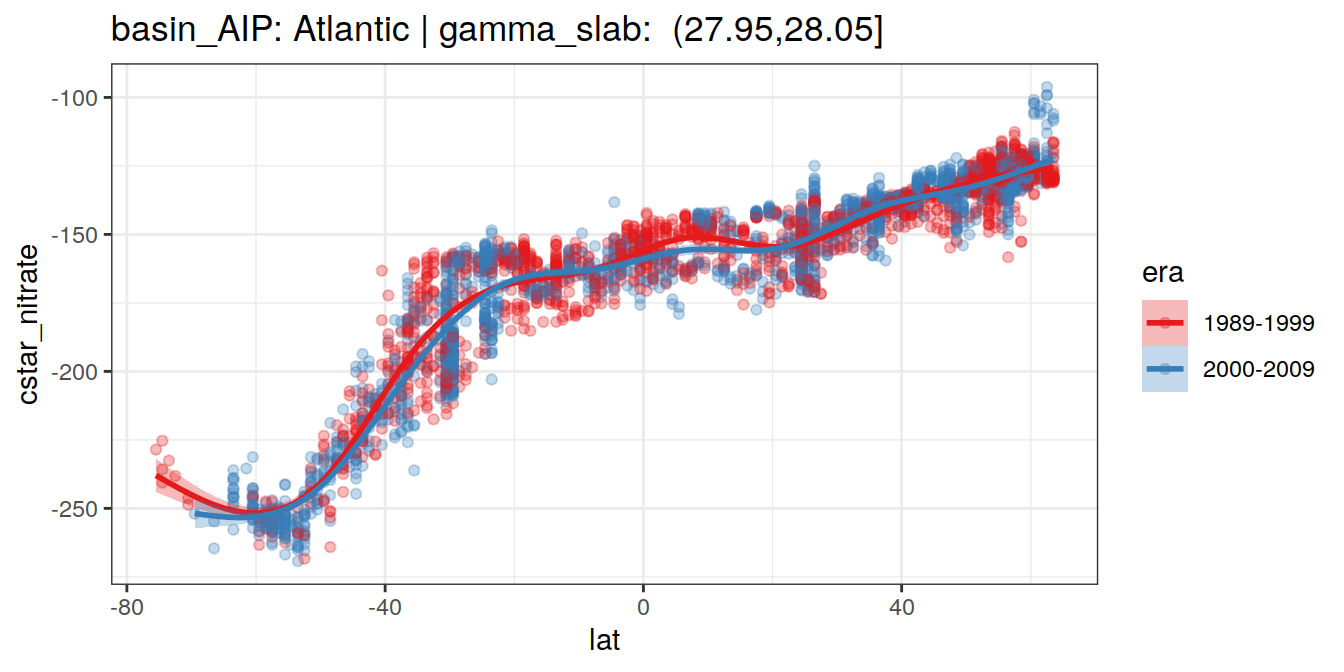 basin_AIP: Atlantic | gamma_slab:  (27.95,28.05]
-100
-150
-200
-250
cstar_nitrate
-80
-40
0
40
lat
era
1989-1999
2000-2009